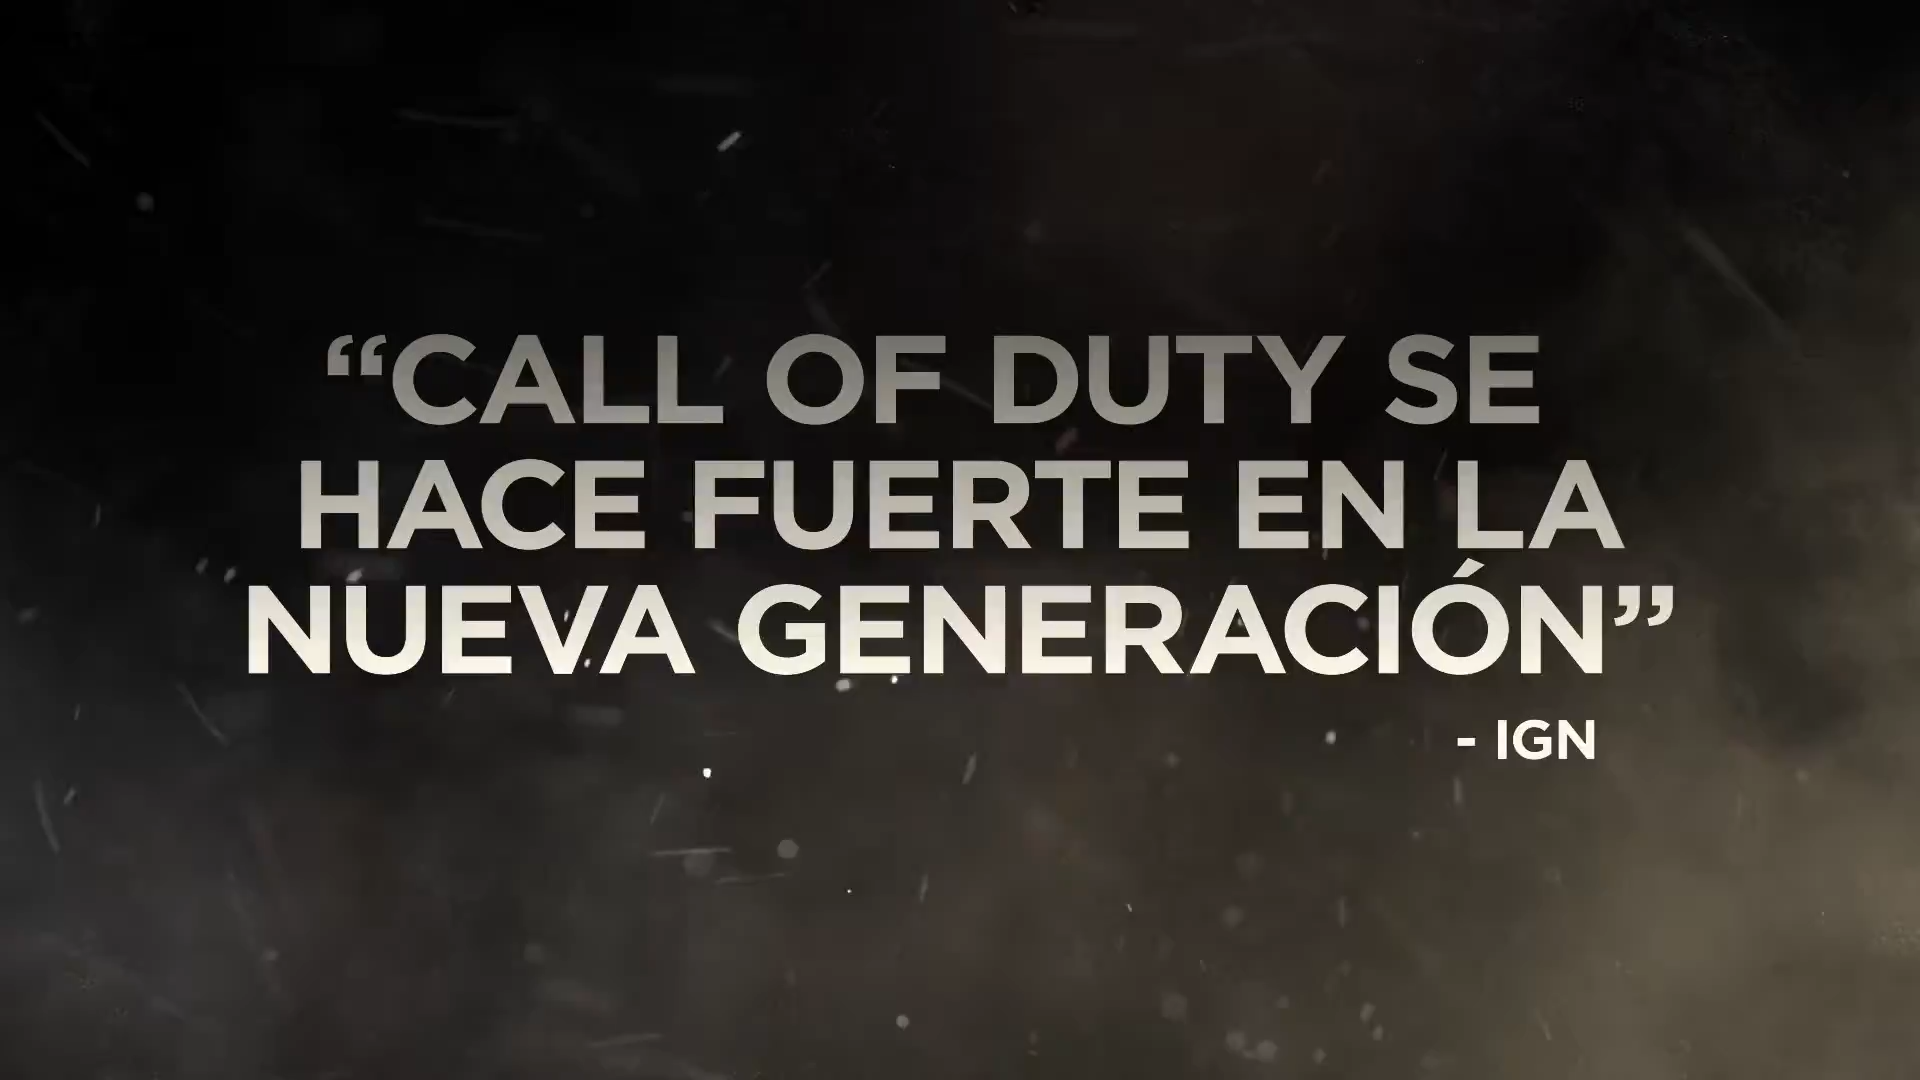 “CALL OF DUTY SE
HACE FUERTE EN LA
NUEVA GENERACIÓN”
- IGN